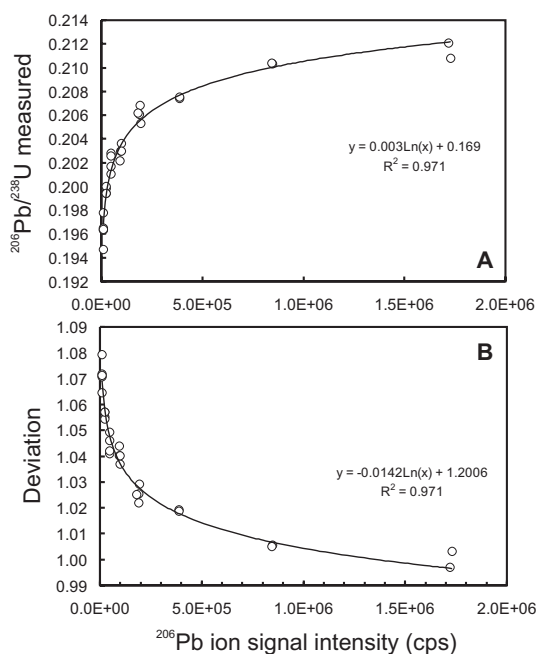 0.214
0.212
0.210
0.208
0.206
0.204
0.202
0.200
0.198
0.196
0.194
0.192
²⁰⁶Pb/²³⁸U measured
y = 0.003Ln(x) + 0.169
R² = 0.971
A
0.0E+00 5.0E+05 1.0E+06 1.5E+06 2.0E+06
1.09
1.08
1.07
1.06
1.05
1.04
1.03
1.02
1.01
1.00
0.99
Deviation
B
y = -0.0142Ln(x) + 1.2006
R² = 0.971
0.0E+00 5.0E+05 1.0E+06 1.5E+06 2.0E+06
²⁰⁶Pb ion signal intensity (cps)